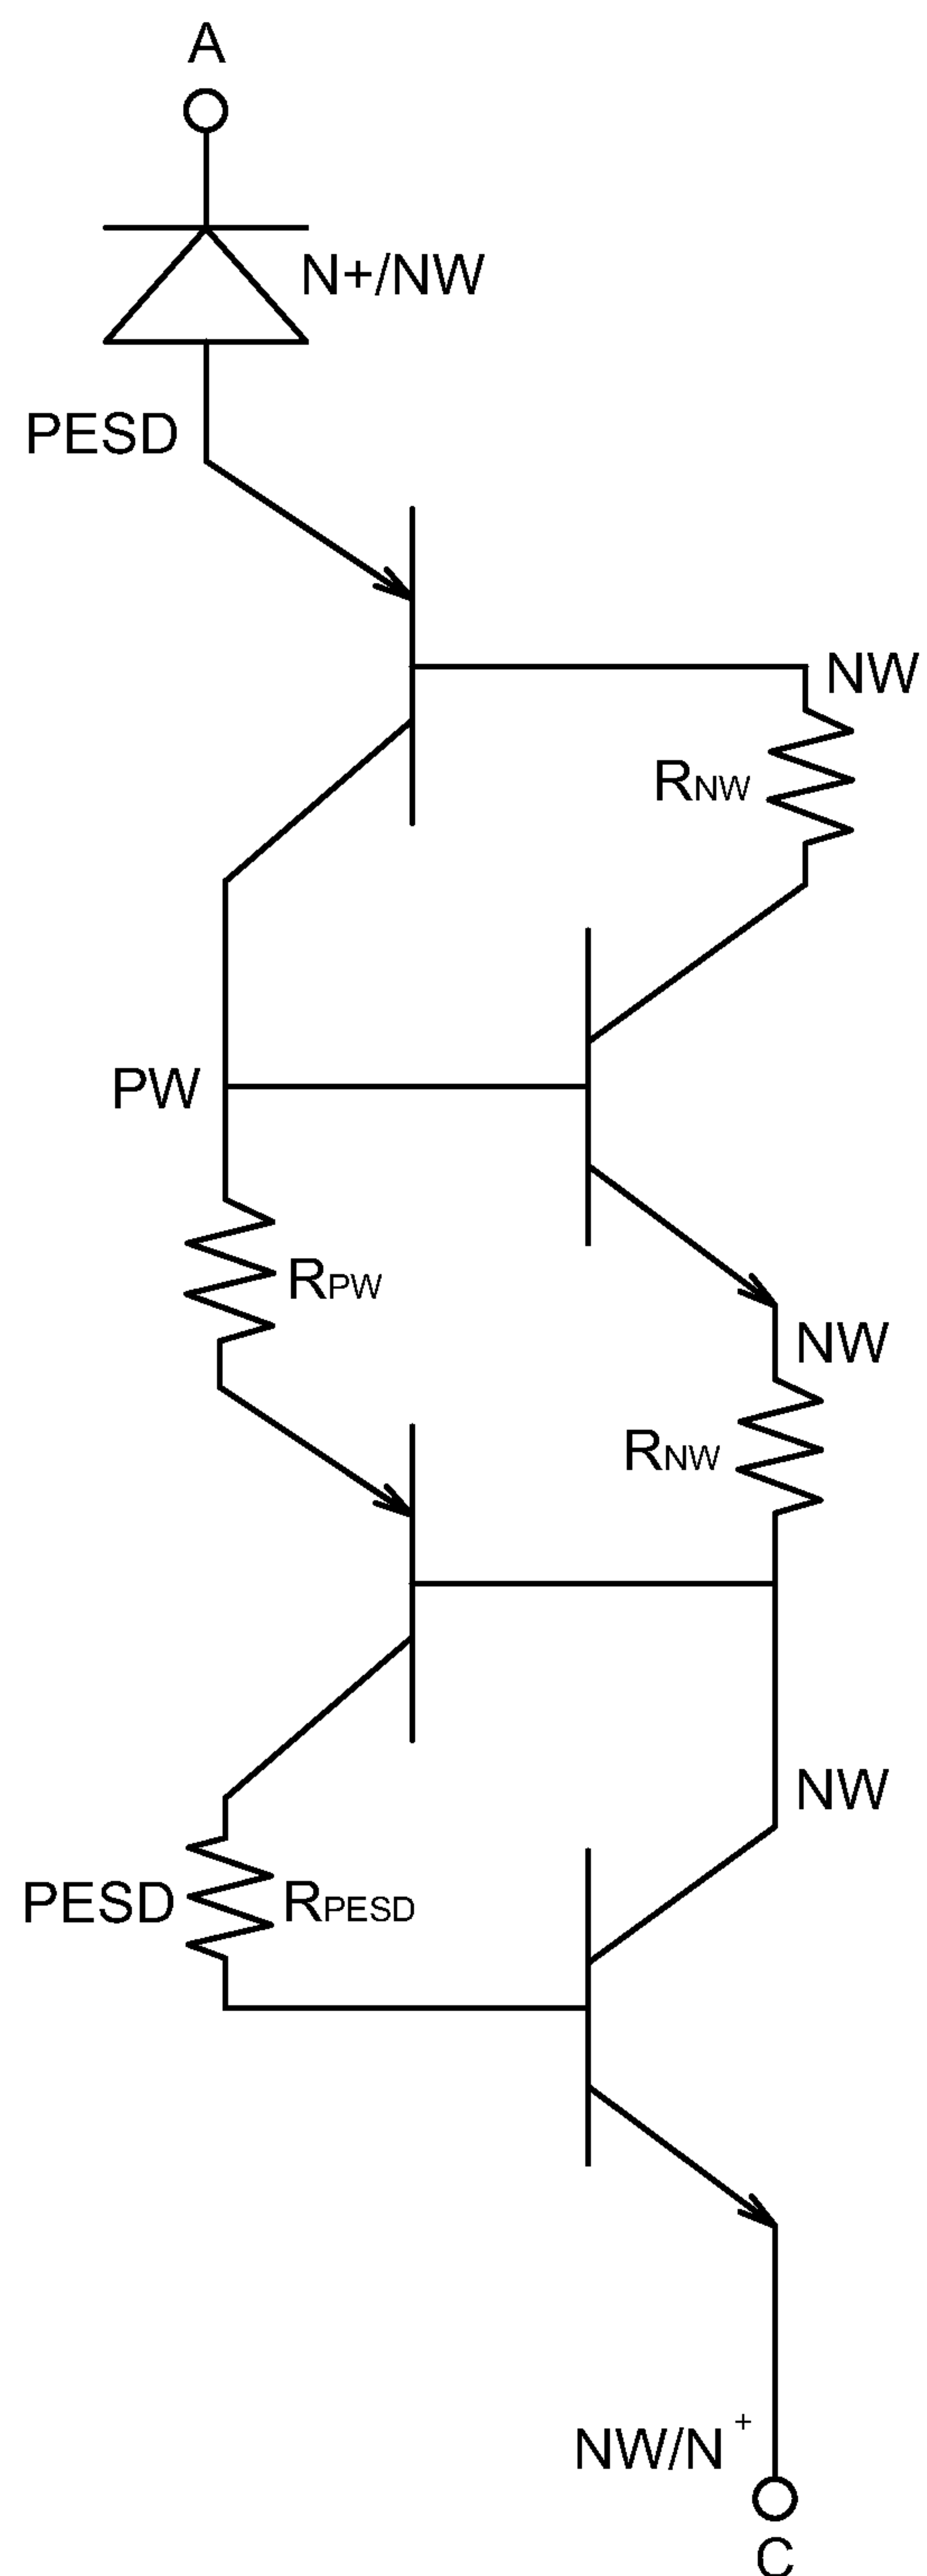 A
N+/NW
PESD
NW
RNW
PW
RPW
NW
RNW
NW
PESD RPESD
NW/N+
C